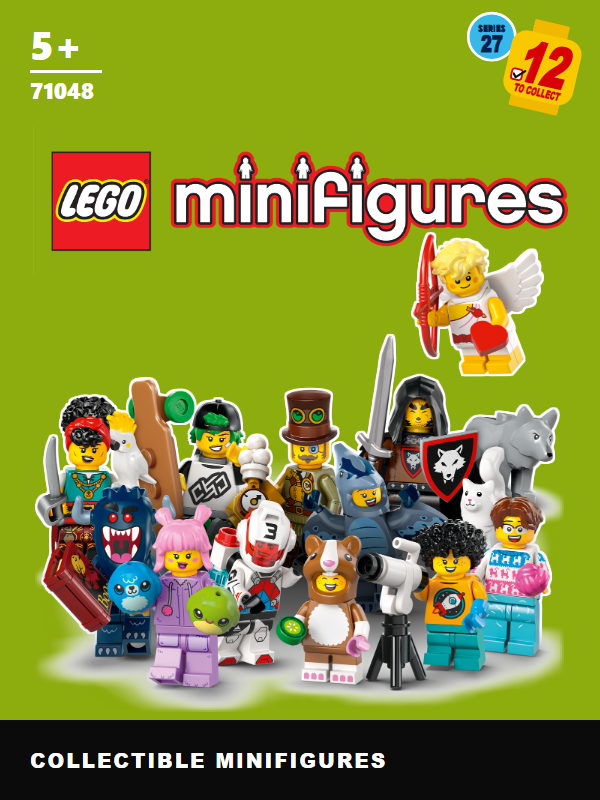 5+
71048
SERIES
27
12
TO COLLECT
LEGO®
minifigures
3
COLLECTIBLE MINIFIGURES